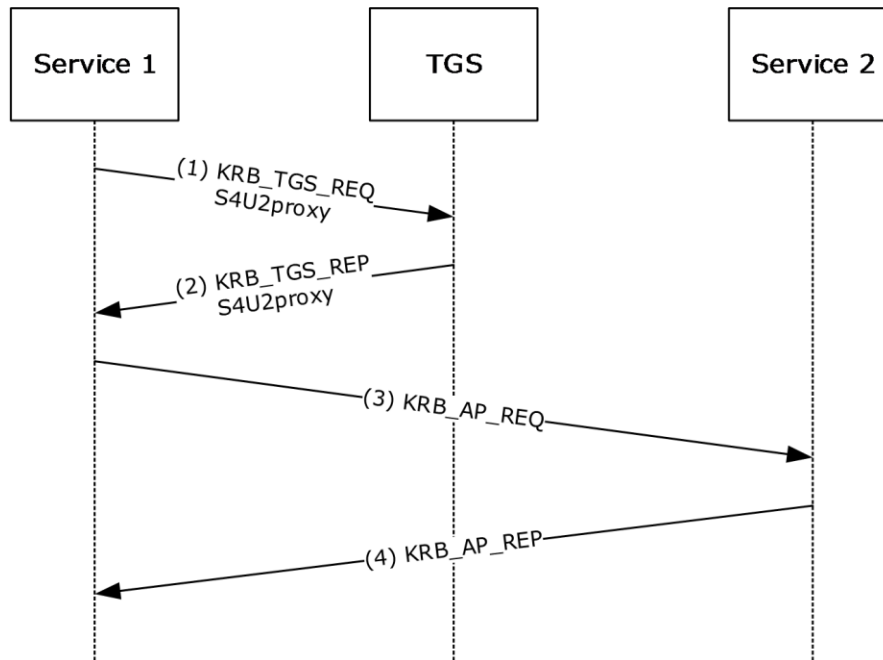 Service 1
TGS
Service 2
(1) KRB_TGS_REQ
S4U2proxy
(2) KRB_TGS_REP
S4U2proxy
(3) KRB_AP_REQ
(4) KRB_AP_REP